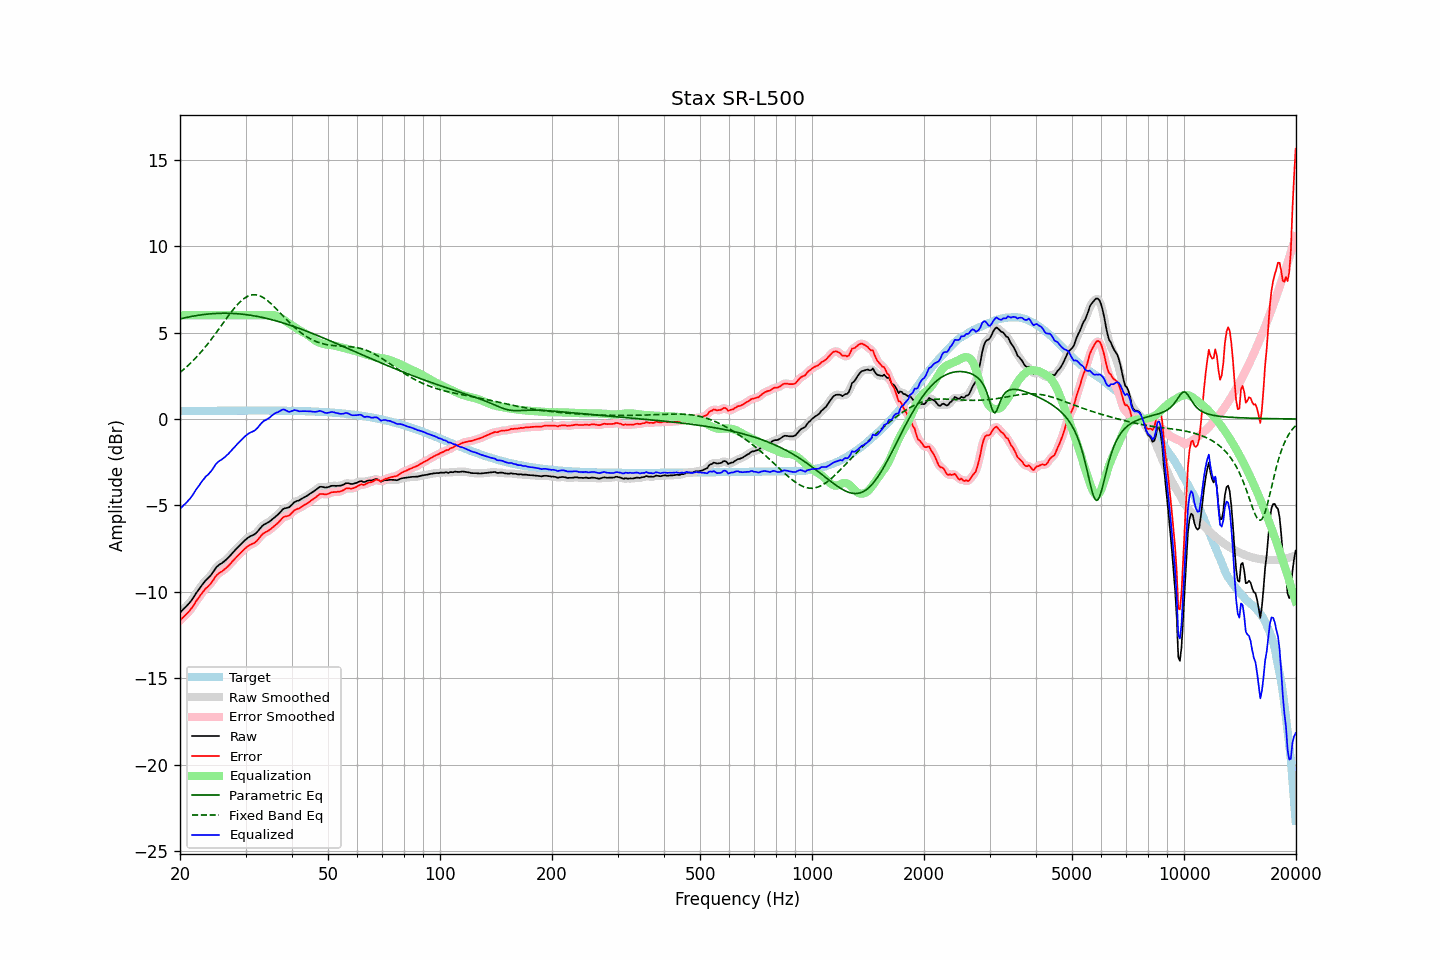 Stax SR-L500
Amplitude (dBr)
15
10
5
0
−5
−10
−15
−20
−25
Target
Raw Smoothed
Error Smoothed
Raw
Error
Equalization
Parametric Eq
Fixed Band Eq
Equalized
20
50
100
200
500
1000
2000
5000
10000
20000
Frequency (Hz)